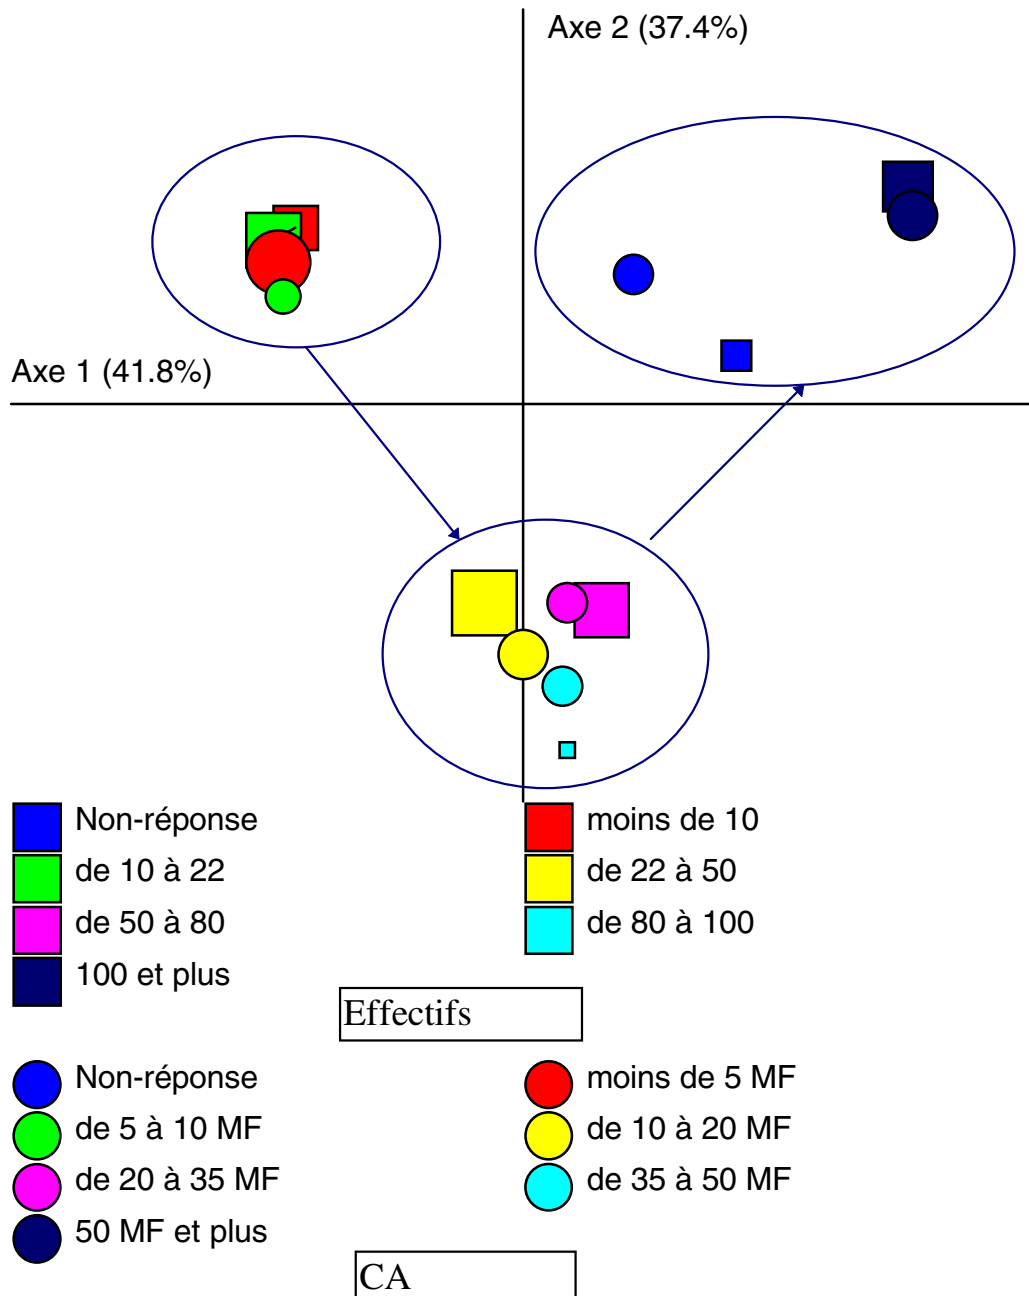 Axe 2 (37.4%)
Axe 1 (41.8%)
Non-réponse
moins de 10
de 10 à 22
de 22 à 50
de 50 à 80
de 80 à 100
100 et plus
Effectifs
Non-réponse
moins de 5 MF
de 5 à 10 MF
de 10 à 20 MF
de 20 à 35 MF
de 35 à 50 MF
50 MF et plus
CA